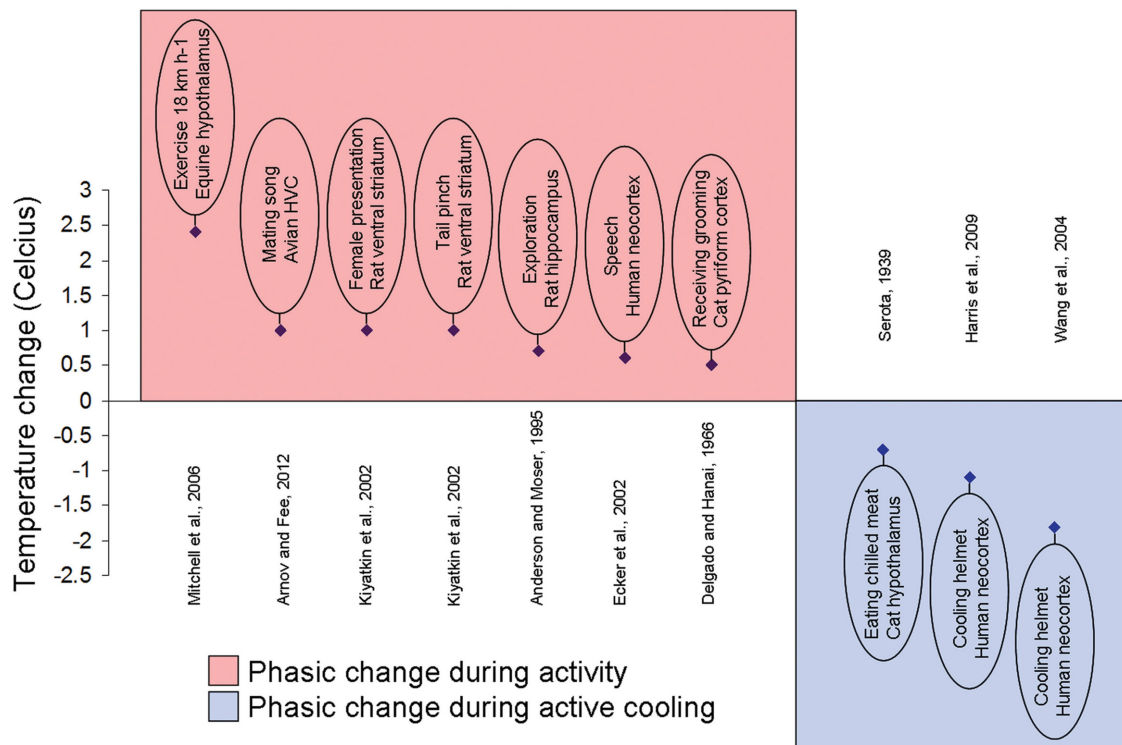 Temperature change (Celcius)
3
2.5
2
1.5
1
0.5
0
-0.5
-1
-1.5
-2
-2.5
Exercise 18 km h-1
Equine hypothalamus
Mating song
Avian HVC
Female presentation
Rat ventral striatum
Tail pinch
Rat ventral striatum
Exploration
Rat hippocampus
Speech
Human neocortex
Receiving grooming
Cat pyriform cortex
Serota, 1939
Harris et al., 2009
Wang et al., 2004
Mitchell et al., 2006
Arnov and Fee, 2012
Kiyatkin et al., 2002
Kiyatkin et al., 2002
Anderson and Moser, 1995
Ecker et al., 2002
Delgado and Hanai, 1966
Eating chilled meat
Cat hypothalamus
Cooling helmet
Human neocortex
Cooling helmet
Human neocortex
Phasic change during activity
Phasic change during active cooling